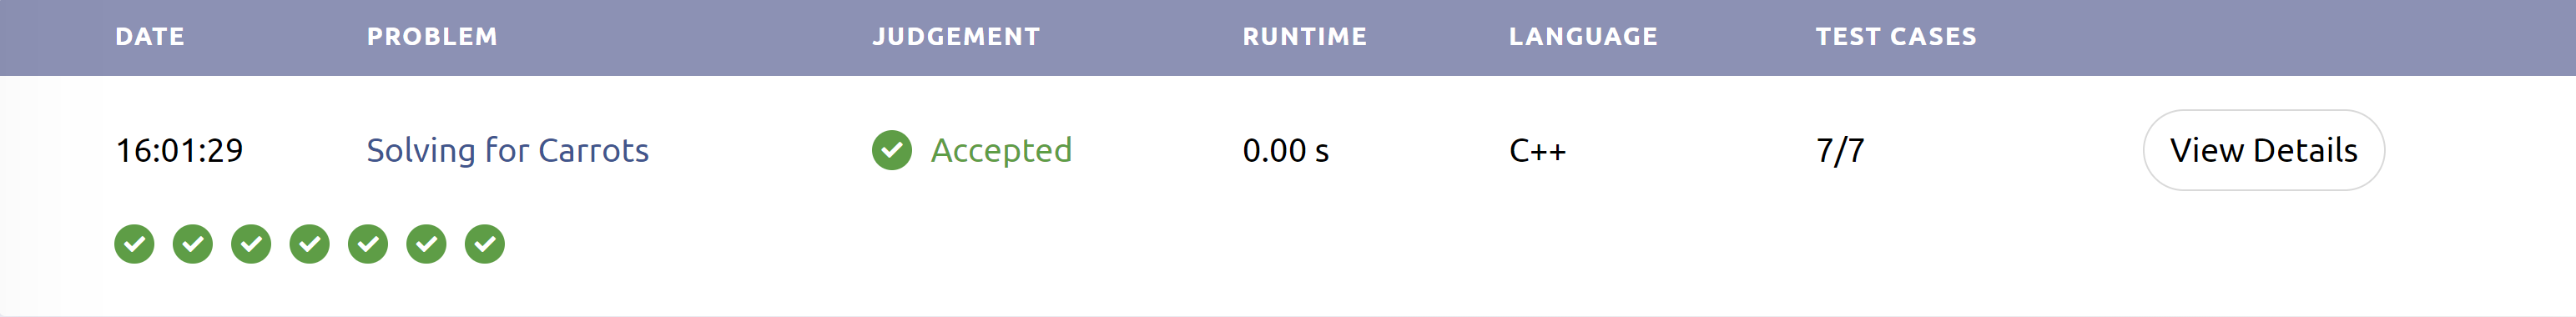 DATE PROBLEM JUDGEMENT RUNTIME LANGUAGE TEST CASES
16:01:29 Solving for Carrots Accepted 0.00 s C++ 7/7 View Details